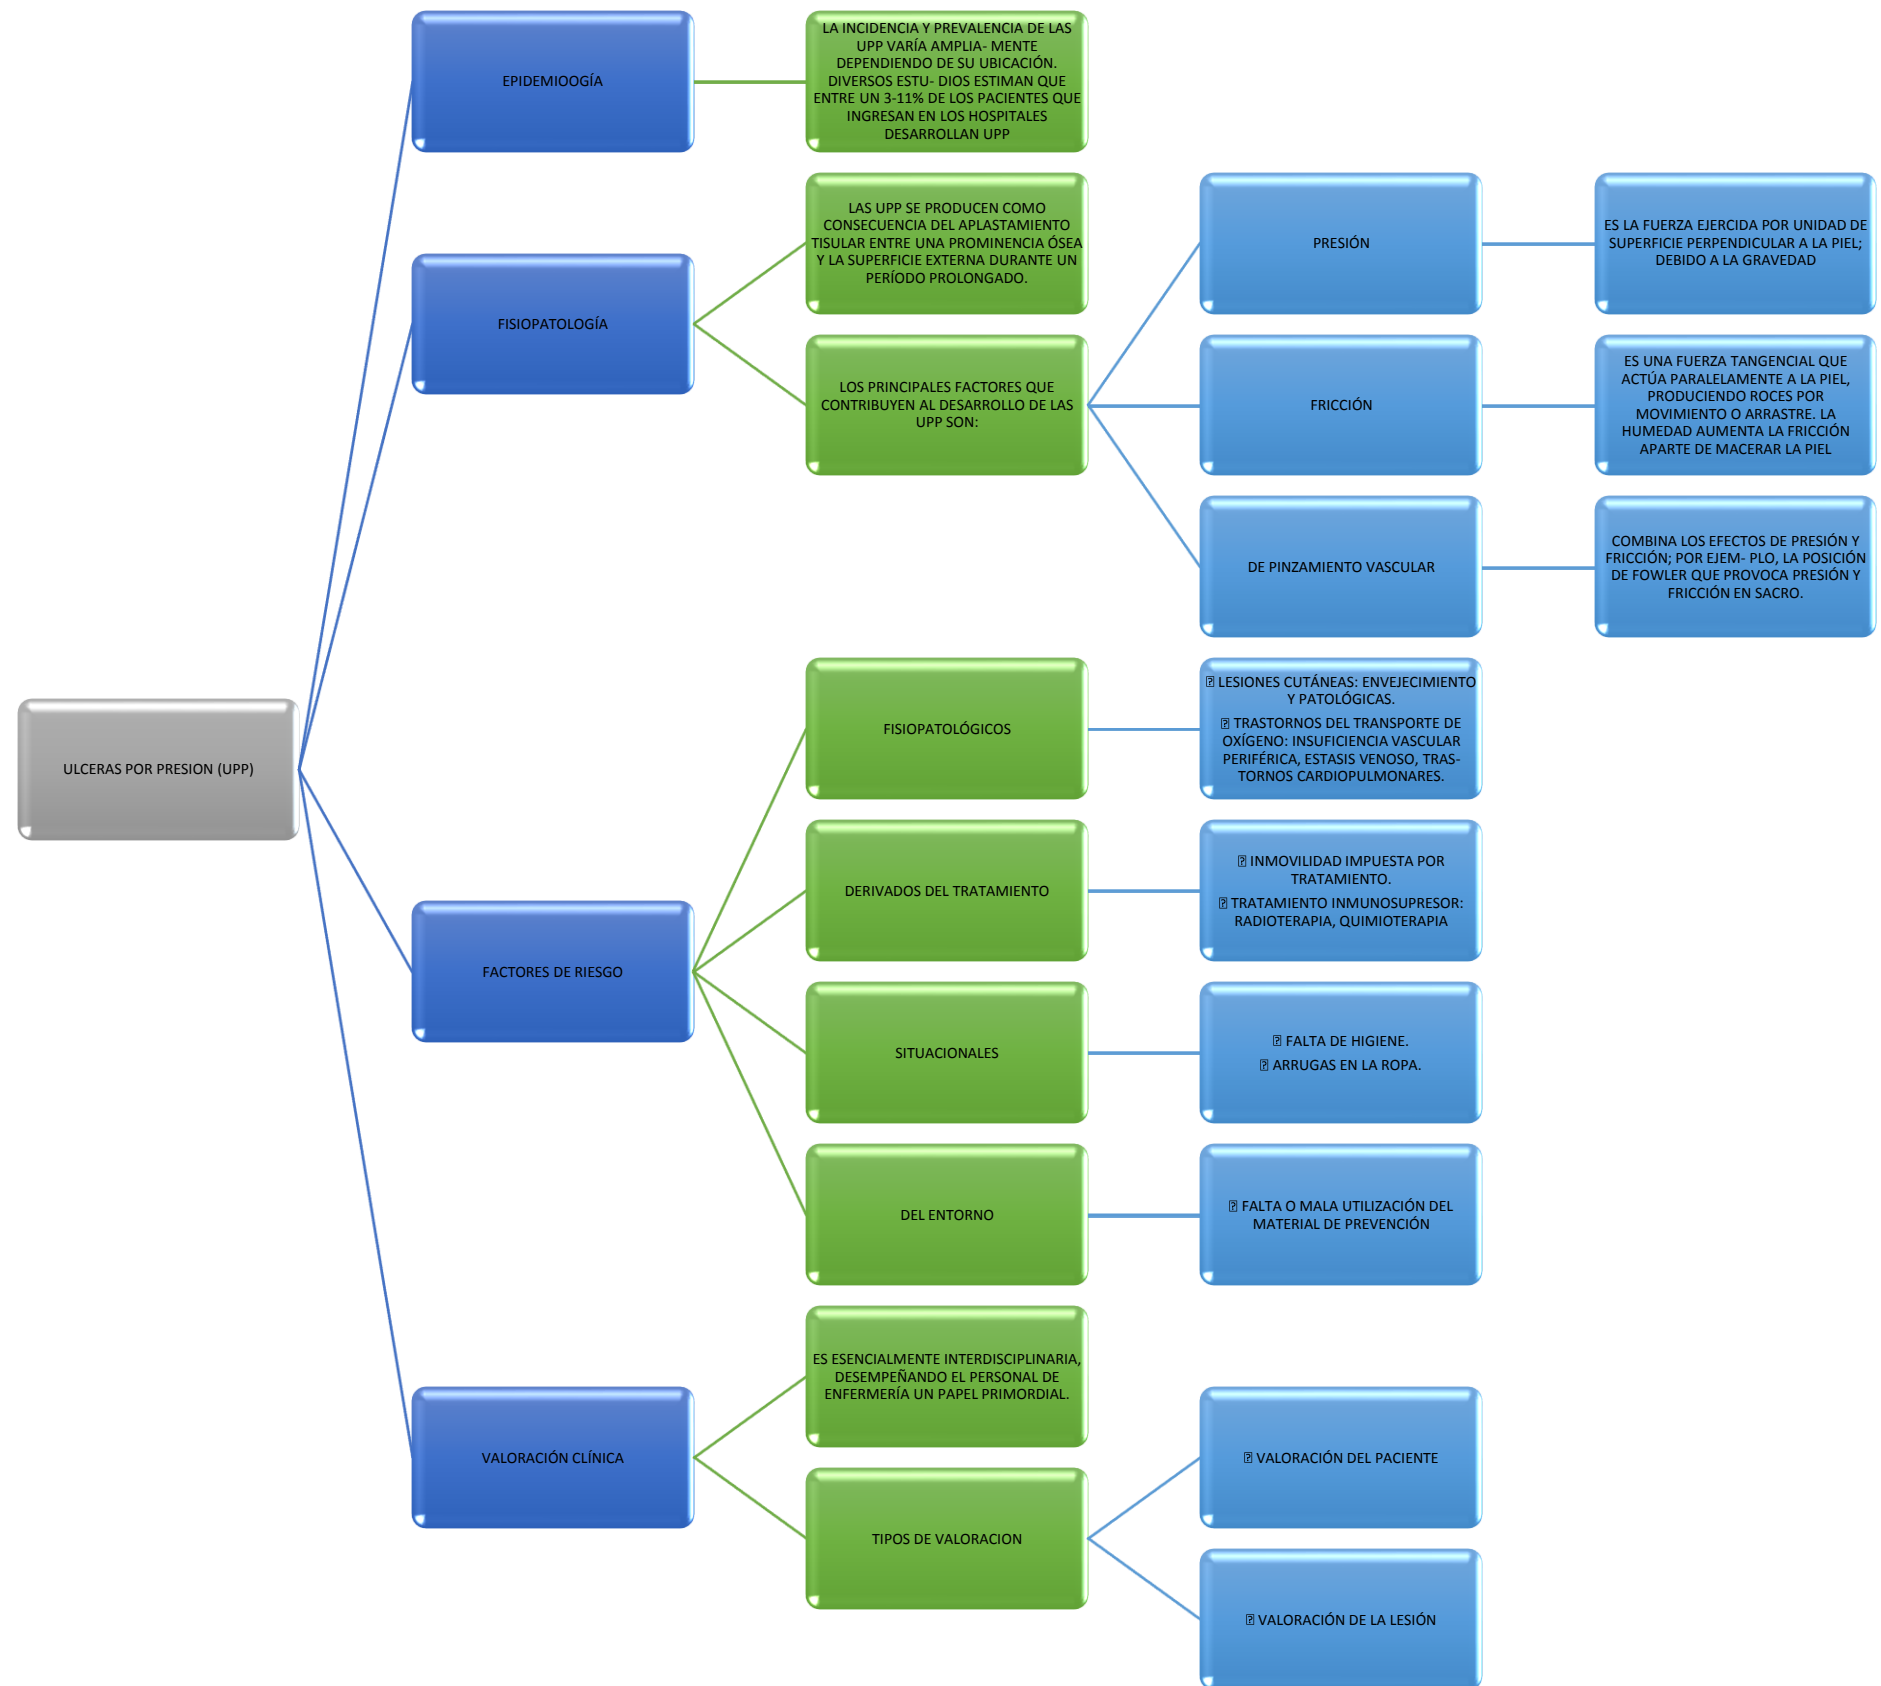 ULCERAS POR PRESION (UPP)
EPIDEMIOOGÍA
LA INCIDENCIA Y PREVALENCIA DE LAS
UPP VARÍA AMPLIA- MENTE
DEPENDIENDO DE SU UBICACIÓN.
DIVERSOS ESTU- DIOS ESTIMAN QUE
ENTRE UN 3-11% DE LOS PACIENTES QUE
INGRESAN EN LOS HOSPITALES
DESARROLLAN UPP
FISIOPATOLOGÍA
LAS UPP SE PRODUCEN COMO
CONSECUENCIA DEL APLASTAMIENTO
TISULAR ENTRE UNA PROMINENCIA ÓSEA
Y LA SUPERFICIE EXTERNA DURANTE UN
PERÍODO PROLONGADO.
LOS PRINCIPALES FACTORES QUE
CONTRIBUYEN AL DESARROLLO DE LAS
UPP SON:
PRESIÓN
ES LA FUERZA EJERCIDA POR UNIDAD DE
SUPERFICIE PERPENDICULAR A LA PIEL;
DEBIDO A LA GRAVEDAD
FRICCIÓN
ES UNA FUERZA TANGENCIAL QUE
ACTÚA PARALELAMENTE A LA PIEL,
PRODUCIENDO ROCES POR
MOVIMIENTO O ARRASTRE. LA
HUMEDAD AUMENTA LA FRICCIÓN
APARTE DE MACERAR LA PIEL
DE PINZAMIENTO VASCULAR
COMBINA LOS EFECTOS DE PRESIÓN Y
FRICCIÓN; POR EJEM- PLO, LA POSICIÓN
DE FOWLER QUE PROVOCA PRESIÓN Y
FRICCIÓN EN SACRO.
FACTORES DE RIESGO
FISIOPATOLÓGICOS
LESIONES CUTÁNEAS: ENVEJECIMIENTO
Y PATOLÓGICAS.
TRASTORNOS DEL TRANSPORTE DE
OXÍGENO: INSUFICIENCIA VASCULAR
PERIFÉRICA, ESTASIS VENOSO, TRAS-
TORNOS CARDIOPULMONARES.
DERIVADOS DEL TRATAMIENTO
INMOVILIDAD IMPUESTA POR
TRATAMIENTO.
TRATAMIENTO INMUNOSUPRESOR:
RADIOTERAPIA, QUIMIOTERAPIA
SITUACIONALES
FALTA DE HIGIENE.
ARRUGAS EN LA ROPA.
DEL ENTORNO
FALTA O MALA UTILIZACIÓN DEL
MATERIAL DE PREVENCIÓN
VALORACIÓN CLÍNICA
ES ESENCIALMENTE INTERDISCIPLINARIA,
DESEMPEÑANDO EL PERSONAL DE
ENFERMERÍA UN PAPEL PRIMORDIAL.
TIPOS DE VALORACION
VALORACIÓN DEL PACIENTE
VALORACIÓN DE LA LESIÓN